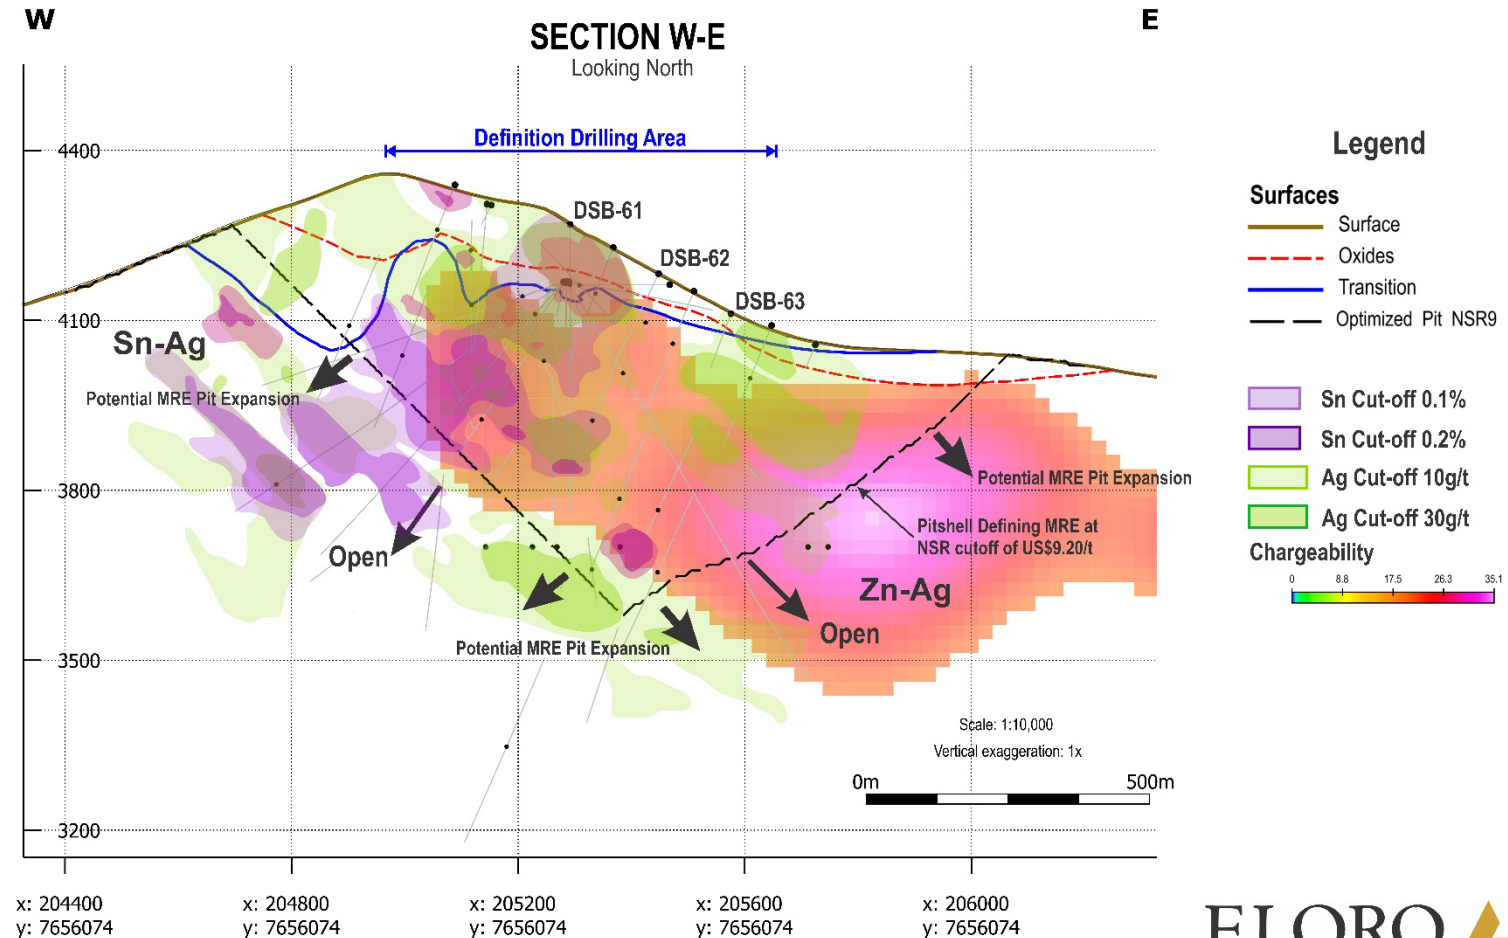 W
E
SECTION W-E
Looking North
Definition Drilling Area
4400
DSB-61
DSB-62
DSB-63
4100
Sn-Ag
Potential MRE Pit Expansion
3800
Potential MRE Pit Expansion
Pitshell Defining MRE at
NSR cutoff of US$9.20/t
Open
Zn-Ag
Open
Potential MRE Pit Expansion
3500
Scale: 1:10,000
Vertical exaggeration: 1x
0m 500m
3200
x: 204400 x: 204800 x: 205200 x: 205600 x: 206000
y: 7656074 y: 7656074 y: 7656074 y: 7656074 y: 7656074
Legend
Surfaces
Surface
Oxides
Transition
Optimized Pit NSR9
Sn Cut-off 0.1%
Sn Cut-off 0.2%
Ag Cut-off 10g/t
Ag Cut-off 30g/t
Chargeability
0 8.8 17.5 26.3 35.1
ELORO